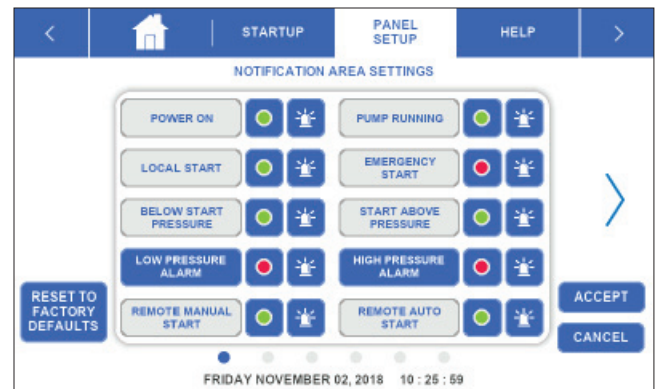 STARTUP
PANEL
SETUP
HELP
NOTIFICATION AREA SETTINGS
POWER ON
PUMP RUNNING
LOCAL START
EMERGENCY
START
BELOW START
PRESSURE
START ABOVE
PRESSURE
LOW PRESSURE
ALARM
HIGH PRESSURE
ALARM
REMOTE MANUAL
START
REMOTE AUTO
START
RESET TO
FACTORY
DEFAULTS
ACCEPT
CANCEL
FRIDAY NOVEMBER 02, 2018 10 : 25 : 59